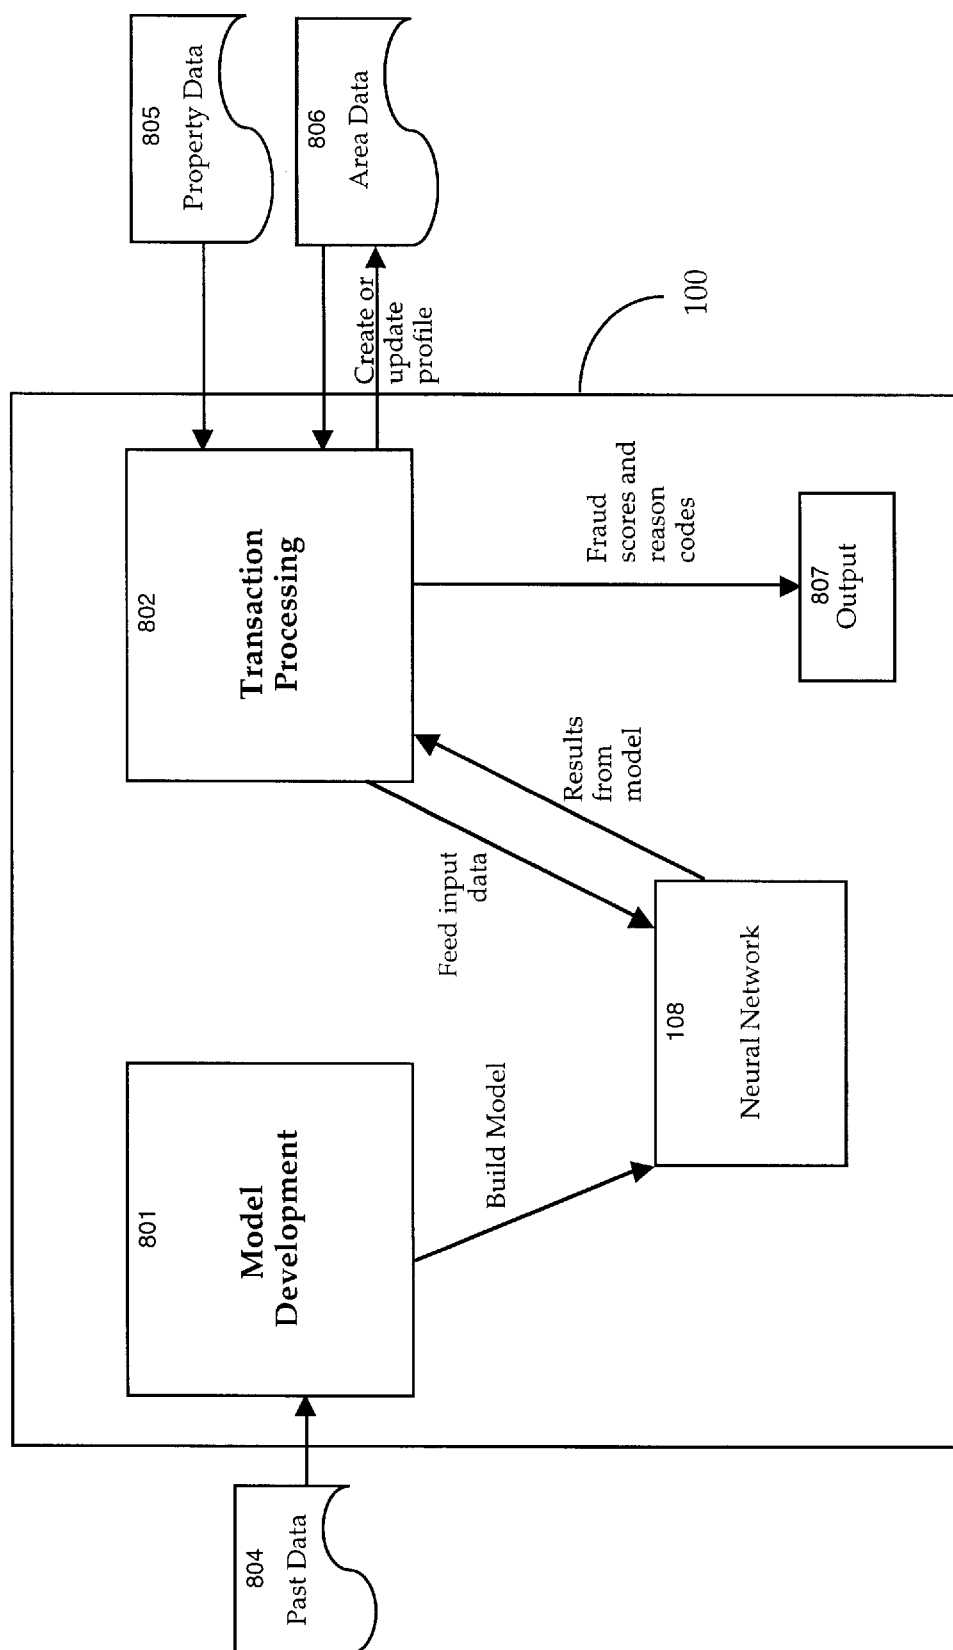 804
Past Data
801
Model
Development
Build Model
108
Neural Network
Feed input
data
Results
from
model
802
Transaction
Processing
Fraud
scores and
reason
codes
807
Output
Create or
update
profile
805
Property Data
806
Area Data
100